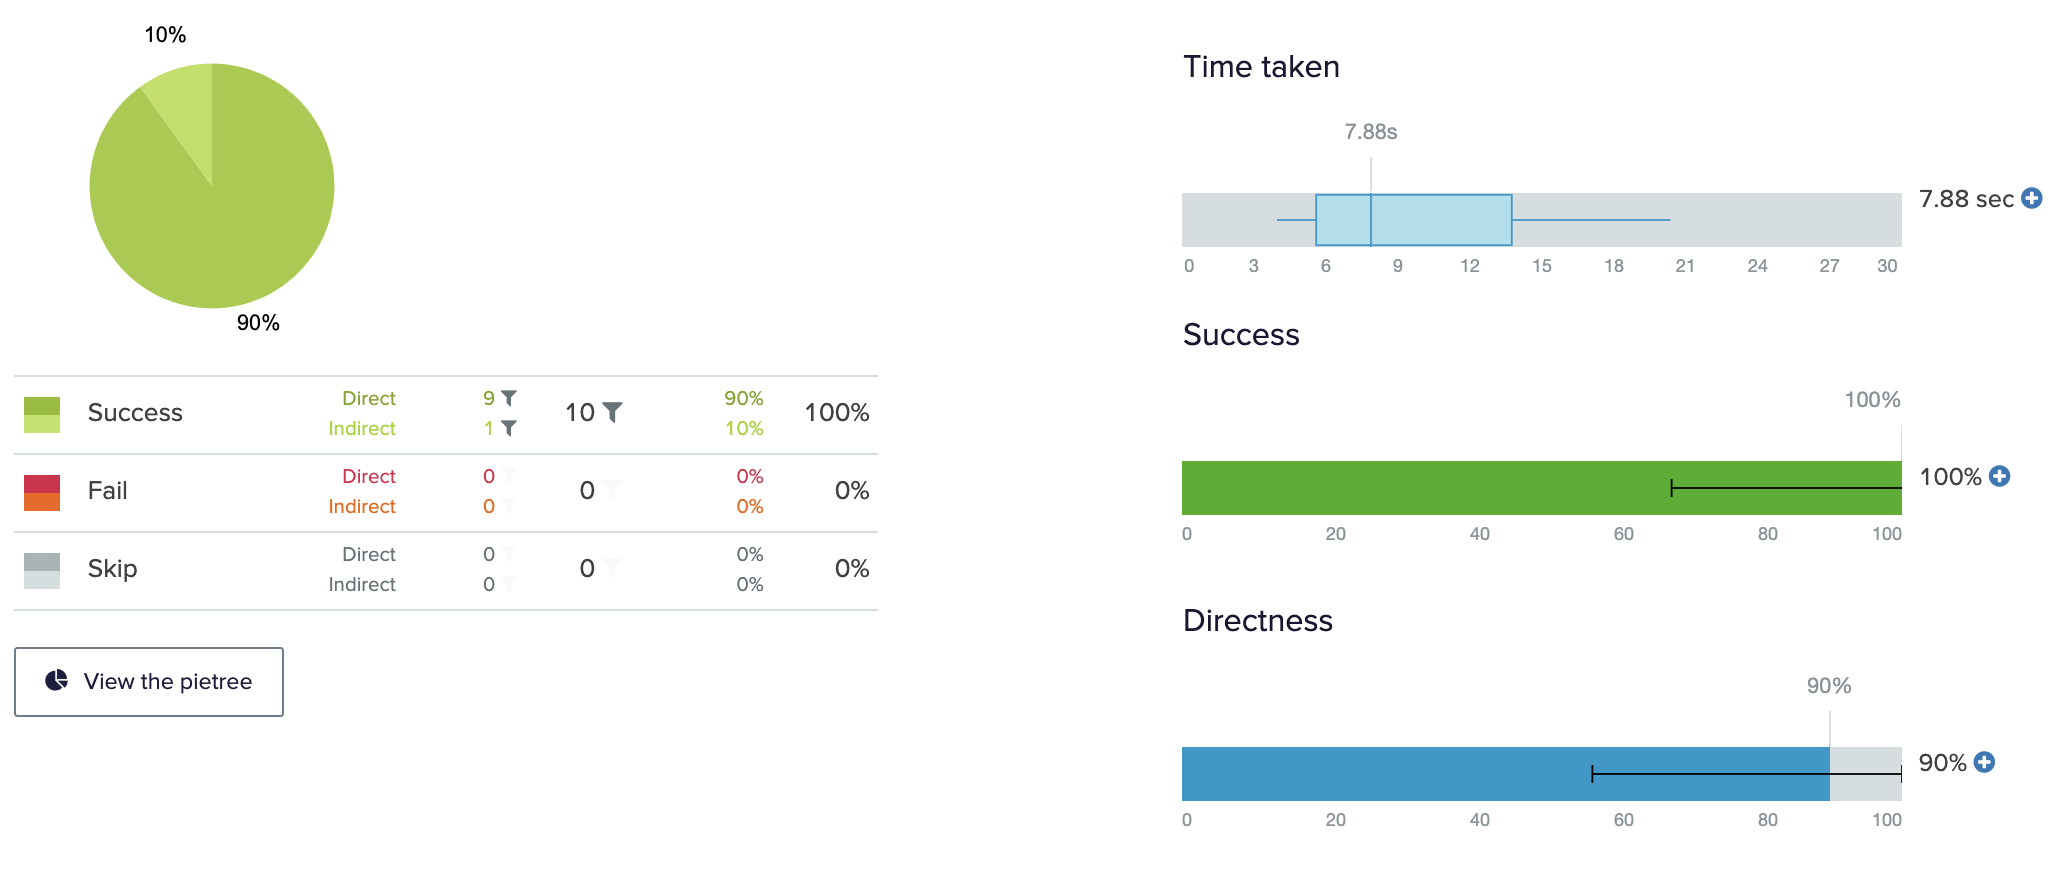 10%
90%
Success Direct 9 10 90% 100%
Indirect 1 10%
Fail Direct 0 0 0% 0%
Indirect 0 0%
Skip Direct 0 0 0% 0%
Indirect 0 0%
View the pietree
Time taken
7.88s
7.88 sec
0 3 6 9 12 15 18 21 24 27 30
Success
100%
100%
0 20 40 60 80 100
Directness
90%
90%
0 20 40 60 80 100